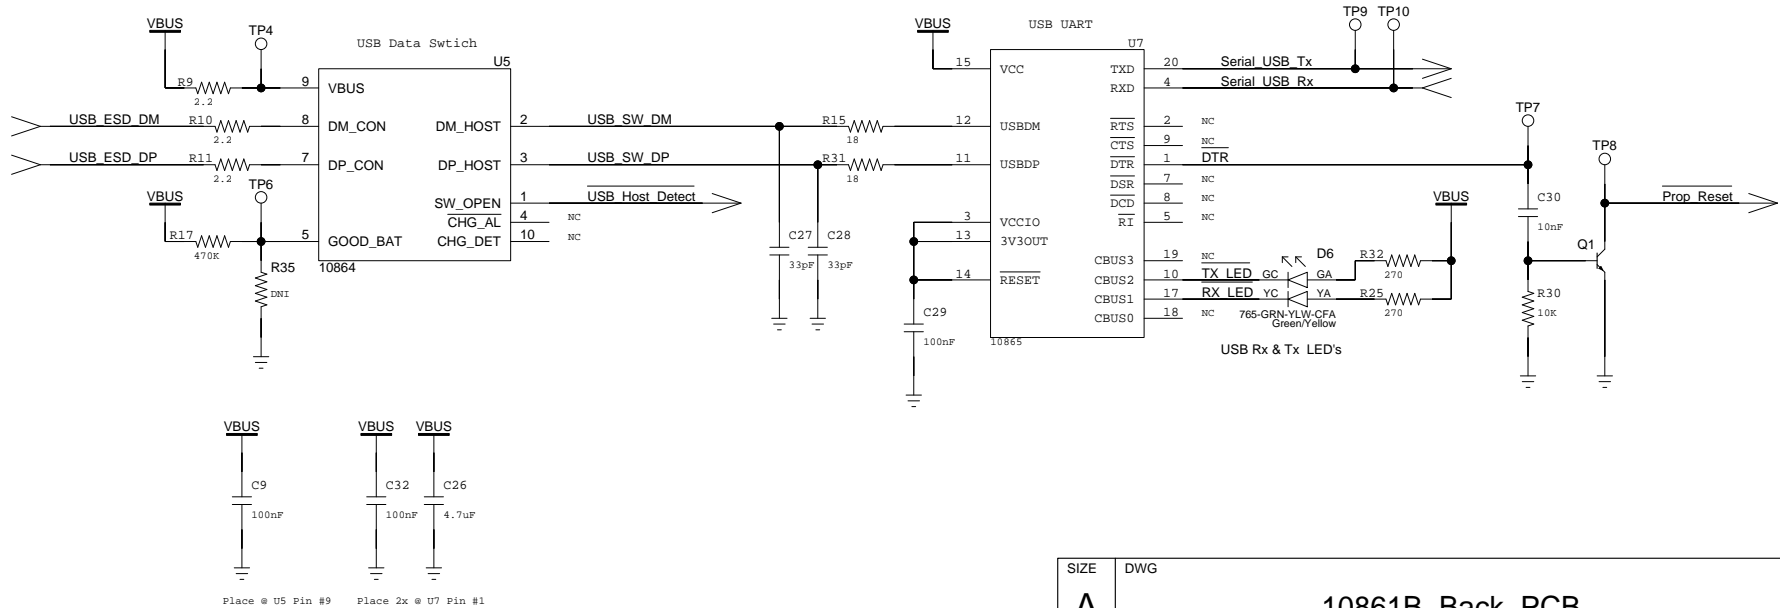 VBUS
TP4
USB Data Swtich
U5
R9
2.2
9
VBUS
USB_ESD_DM
R10
2.2
8
DM_CON
DM_HOST
2
USB_SW_DM
USB_ESD_DP
R11
2.2
7
DP_CON
DP_HOST
3
USB_SW_DP
VBUS
TP6
SW_OPEN
1
USB_Host_Detect
CHG_AL
4
NC
R17
470K
5
GOOD_BAT
CHG_DET
10
NC
10864
R35
DNI
C27
33pF
C28
33pF
R15
18
R31
18
VBUS
USB UART
U7
15
VCC
TXD
20
Serial_USB_Tx
RXD
4
Serial_USB_Rx
TP9
TP10
12
USBDM
RTS
2
NC
CTS
9
NC
11
USBDP
DTR
1
DTR
DSR
7
NC
DCD
8
NC
3
VCCIO
RI
5
NC
13
3V3OUT
CBUS3
19
NC
14
RESET
CBUS2
10
TX_LED
GC
D6
GA
R32
270
CBUS1
17
RX_LED
YC
YA
R25
270
CBUS0
18
NC
765-GRN-YLW-CFA
Green/Yellow
USB Rx & Tx LED's
10865
C29
100nF
VBUS
TP7
TP8
C30
10nF
Q1
R30
10K
Prop_Reset
VBUS
C9
100nF
Place @ U5 Pin #9
VBUS
C32
100nF
VBUS
C26
4.7uF
Place 2x @ U7 Pin #1
SIZE
DWG
A
10861B Back PCB